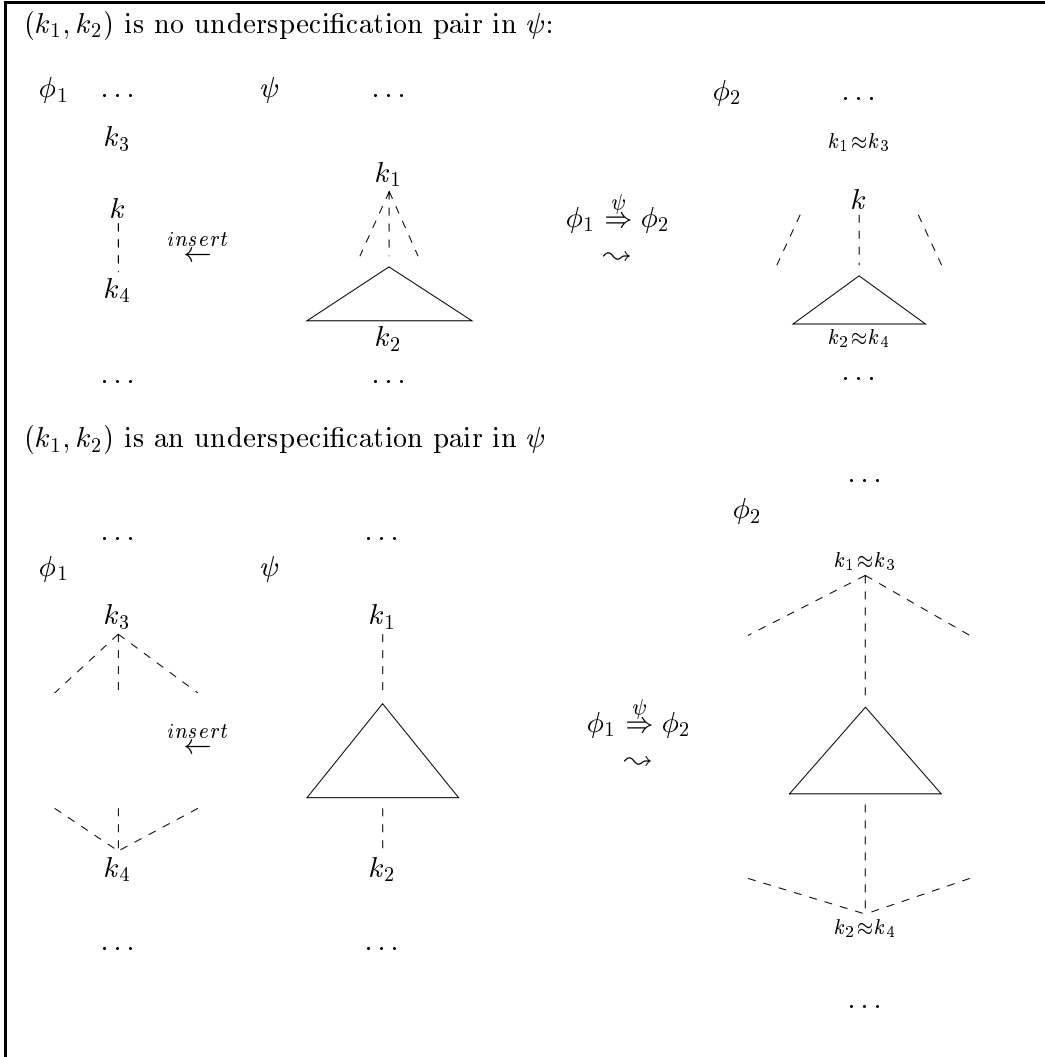 (k₁, k₂) is no underspecification pair in ψ:
ϕ₁ ... ψ ... ϕ₂ ...
k₃ k₁≈k₃
k₁
k k
insert ← ϕ₁ ⇒ψ ϕ₂
⤳
k₄
k₂ k₂≈k₄
... ... ...
(k₁, k₂) is an underspecification pair in ψ
...
ϕ₂
... ...
ϕ₁ ψ k₁≈k₃
k₃ k₁
insert ← ϕ₁ ⇒ψ ϕ₂
⤳
k₄ k₂
k₂≈k₄
... ...
...